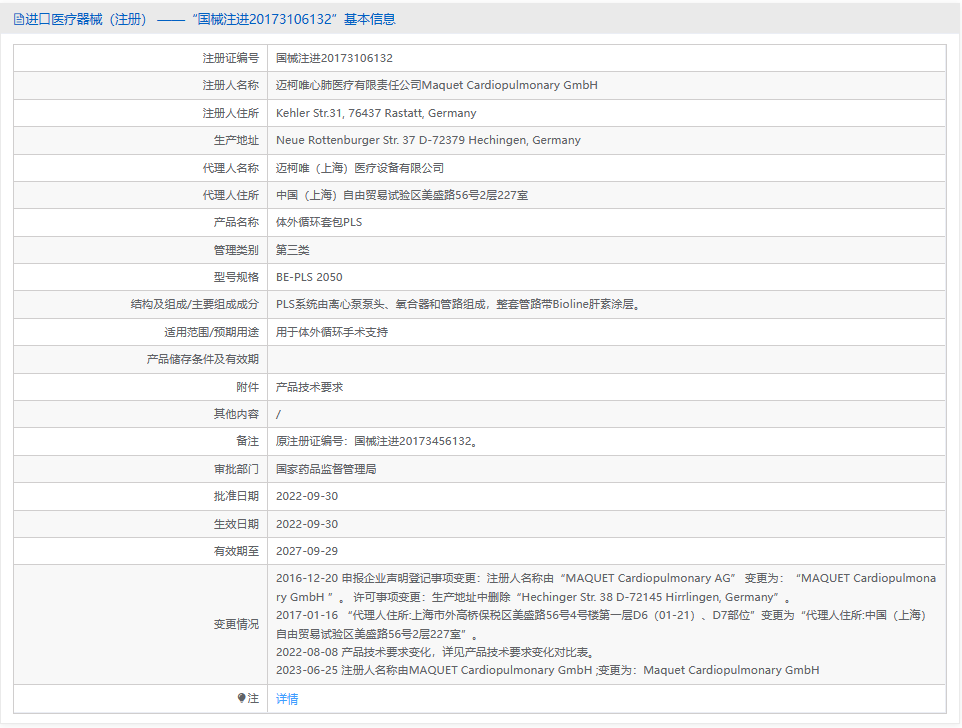 进口医疗器械（注册） ——“国械注进20173106132”基本信息
注册证编号 国械注进20173106132
注册人名称 迈柯唯心肺医疗有限责任公司Maquet Cardiopulmonary GmbH
注册人住所 Kehler Str.31, 76437 Rastatt, Germany
生产地址 Neue Rottenburger Str. 37 D-72379 Hechingen, Germany
代理人名称 迈柯唯（上海）医疗设备有限公司
代理人住所 中国（上海）自由贸易试验区美盛路56号2层227室
产品名称 体外循环套包PLS
管理类别 第三类
型号规格 BE-PLS 2050
结构及组成/主要组成成分 PLS系统由离心泵泵头、氧合器和管路组成，整套管路带Bioline肝素涂层。
适用范围/预期用途 用于体外循环手术支持
产品储存条件及有效期
附件 产品技术要求
其他内容 /
备注 原注册证编号：国械注进20173456132。
审批部门 国家药品监督管理局
批准日期 2022-09-30
生效日期 2022-09-30
有效期至 2027-09-29
变更情况
2016-12-20 申报企业声明登记事项变更：注册人名称由“MAQUET Cardiopulmonary AG” 变更为： “MAQUET Cardiopulmona
ry GmbH ”。 许可事项变更：生产地址中删除“Hechinger Str. 38 D-72145 Hirrlingen, Germany”。
2017-01-16 “代理人住所:上海市外高桥保税区美盛路56号4号楼第一层D6（01-21）、D7部位”变更为“代理人住所:中国（上海）
自由贸易试验区美盛路56号2层227室”。
2022-08-08 产品技术要求变化，详见产品技术要求变化对比表。
2023-06-25 注册人名称由MAQUET Cardiopulmonary GmbH ;变更为：Maquet Cardiopulmonary GmbH
注 详情